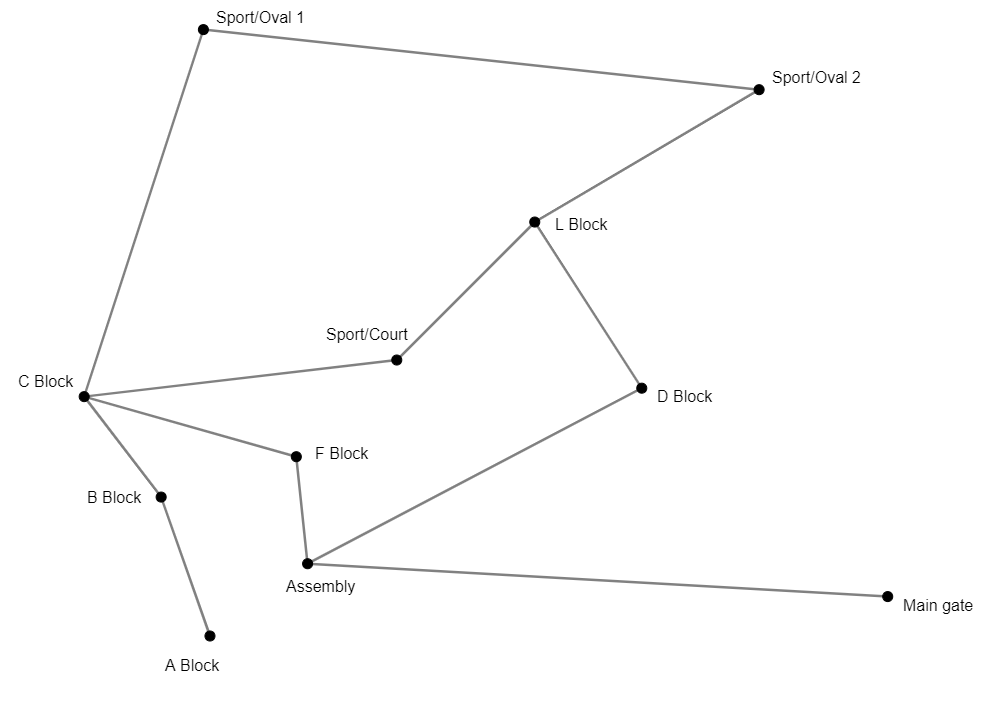 Sport/Oval 1
Sport/Oval 2
L Block
Sport/Court
C Block
D Block
F Block
B Block
Assembly
Main gate
A Block